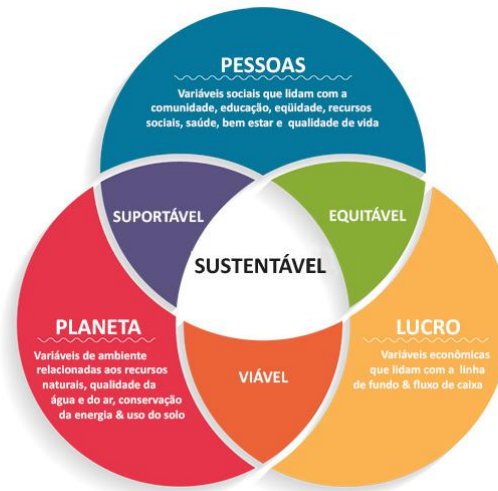 PESSOAS
Variáveis sociais que lidam com a
comunidade, educação, eqüidade, recursos
sociais, saúde, bem estar e qualidade de vida
SUPORTÁVEL
EQUITÁVEL
SUSTENTÁVEL
PLANETA
Variáveis de ambiente
relacionadas aos recursos
naturais, qualidade da
água e do ar, conservação
da energia & uso do solo
LUCRO
Variáveis econômicas
que lidam com a linha
de fundo & fluxo de caixa
VIÁVEL